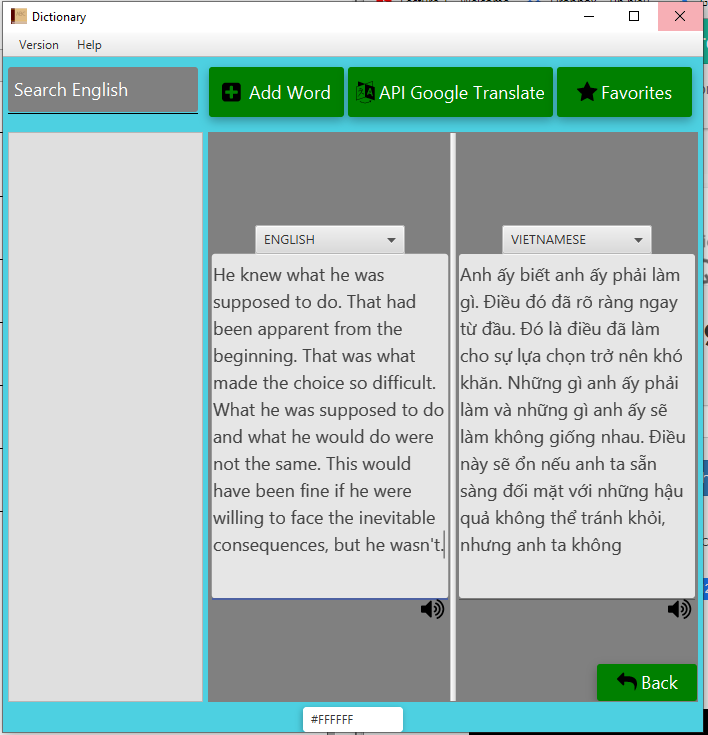 Dictionary
Version Help
Search English
Add Word
API Google Translate
Favorites
ENGLISH
He knew what he was
supposed to do. That had
been apparent from the
beginning. That was what
made the choice so difficult.
What he was supposed to do
and what he would do were
not the same. This would
have been fine if he were
willing to face the inevitable
consequences, but he wasn't.
VIETNAMESE
Anh ấy biết anh ấy phải làm
gì. Điều đó đã rõ ràng ngay
từ đầu. Đó là điều đã làm
cho sự lựa chọn trở nên khó
khăn. Những gì anh ấy phải
làm và những gì anh ấy sẽ
làm không giống nhau. Điều
này sẽ ổn nếu anh ta sẵn
sàng đối mặt với những hậu
quả không thể tránh khỏi,
nhưng anh ta không
Back
#FFFFFF